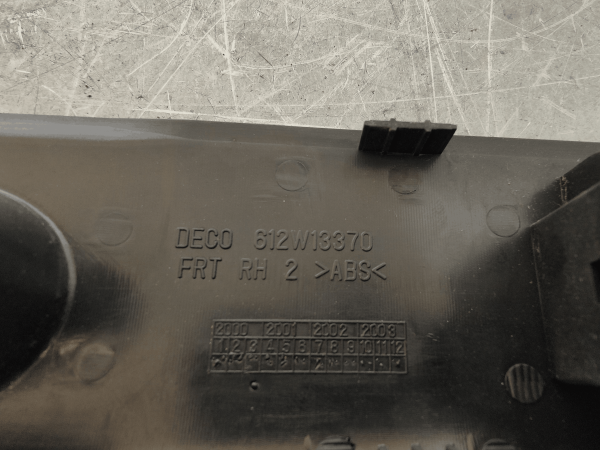 DECO 612W13370
FRT RH 2 >ABS<
2000 2001 2002 2003
1 2 3 4 5 6 7 8 9 10 11 12